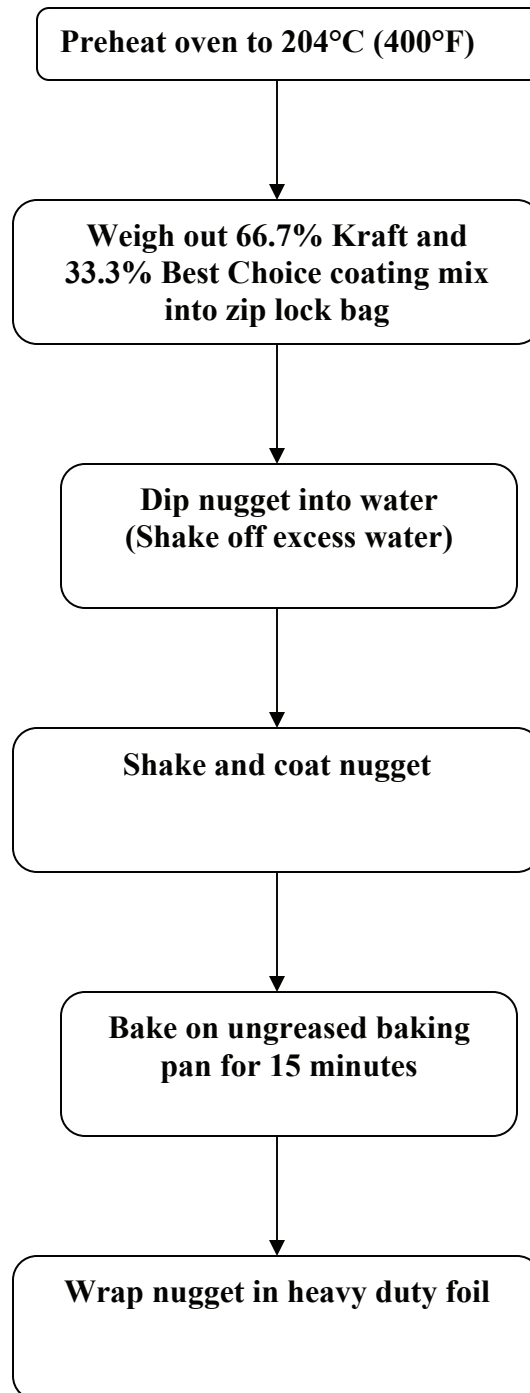 Preheat oven to 204°C (400°F)
Weigh out 66.7% Kraft and
33.3% Best Choice coating mix
into zip lock bag
Dip nugget into water
(Shake off excess water)
Shake and coat nugget
Bake on ungreased baking
pan for 15 minutes
Wrap nugget in heavy duty foil